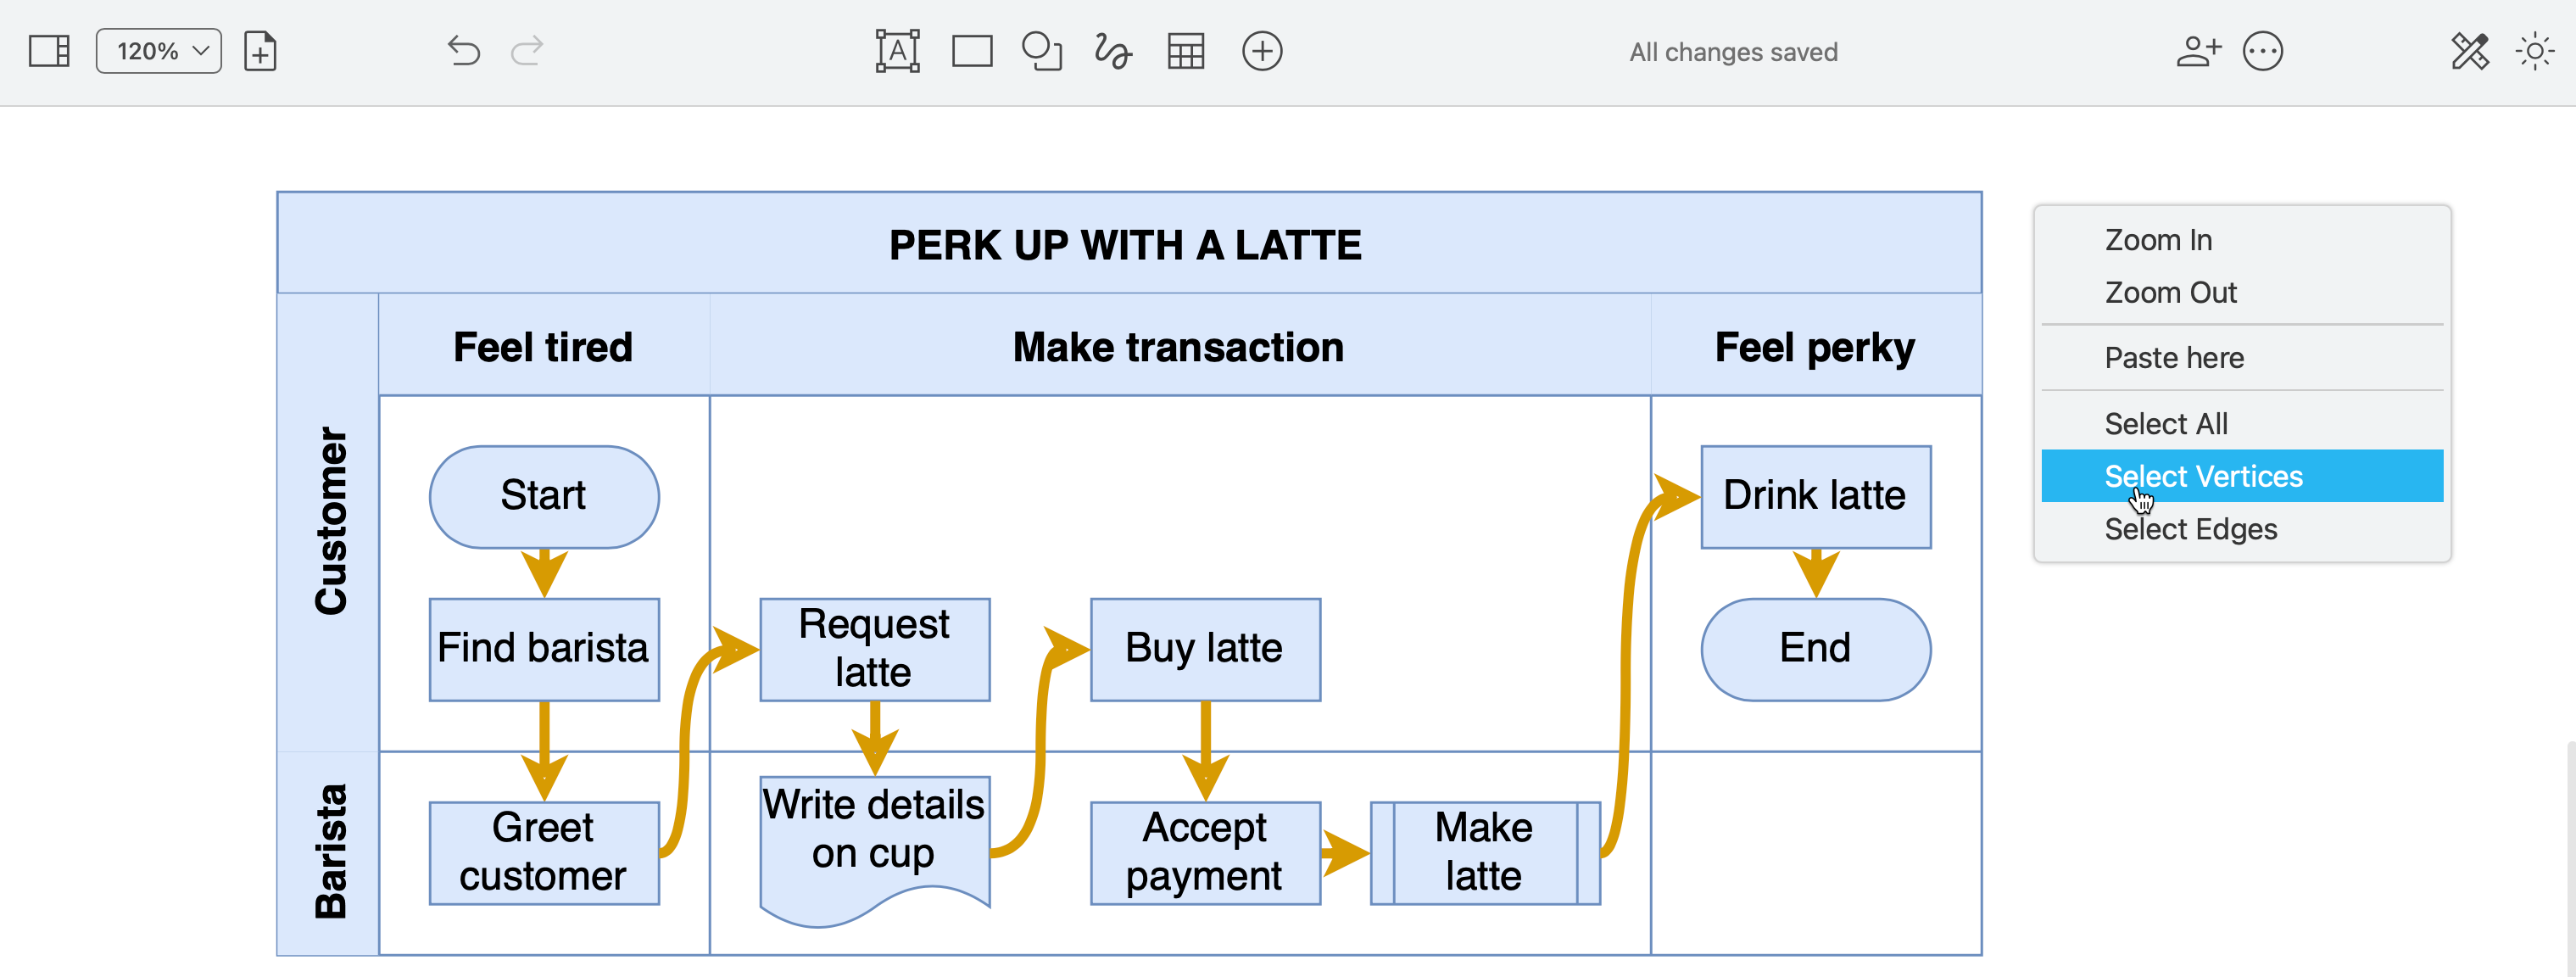 120%
A
All changes saved
PERK UP WITH A LATTE
Customer
Barista
Feel tired
Make transaction
Feel perky
Start
Find barista
Greet
customer
Request
latte
Write details
on cup
Buy latte
Accept
payment
Make
latte
Drink latte
End
Zoom In
Zoom Out
Paste here
Select All
Select Vertices
Select Edges